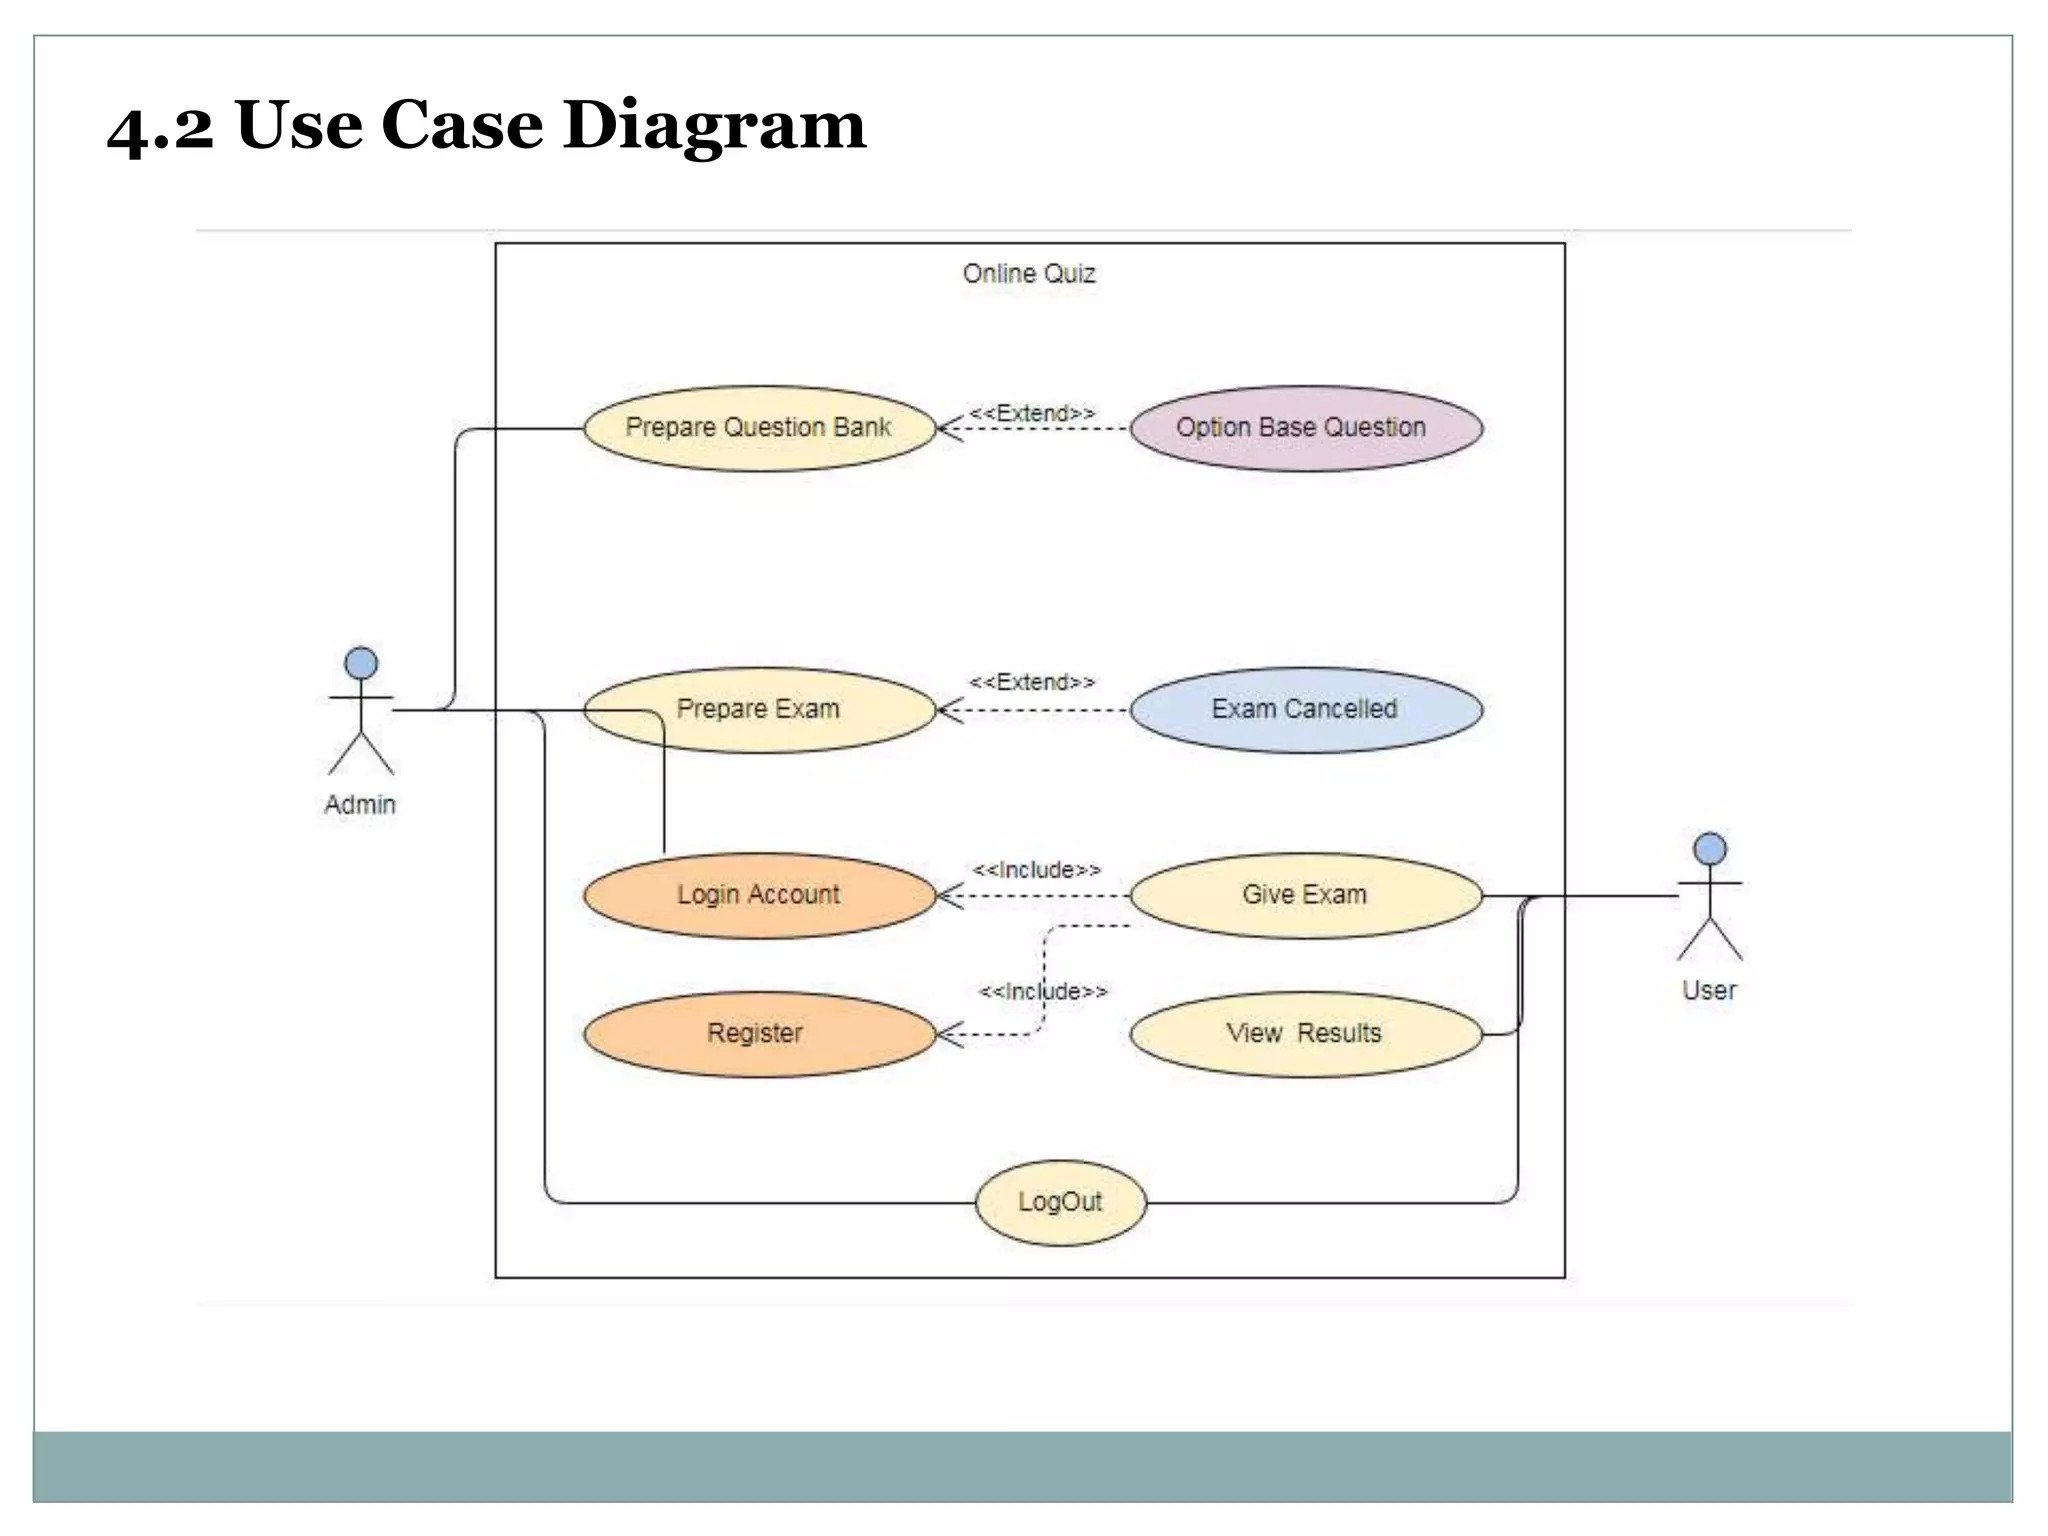 4.2 Use Case Diagram
Online Quiz
Prepare Question Bank
<<Extend>>
Option Base Question
Prepare Exam
<<Extend>>
Exam Cancelled
Admin
Login Account
<<Include>>
Give Exam
<<Include>>
User
Register
View  Results
LogOut